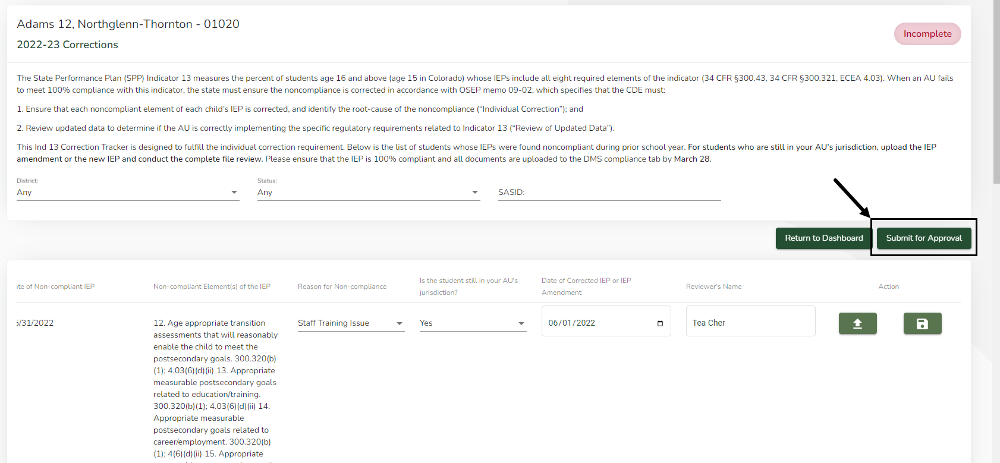 Adams 12, Northglenn-Thornton - 01020
Incomplete
2022-23 Corrections
The State Performance Plan (SPP) Indicator 13 measures the percent of students age 16 and above (age 15 in Colorado) whose IEPs include all eight required elements of the indicator (34 CFR §300.43, 34 CFR §300.321, ECEA 4.03). When an AU fails
to meet 100% compliance with this indicator, the state must ensure the noncompliance is corrected in accordance with OSEP memo 09-02, which specifies that the CDE must:
1. Ensure that each noncompliant element of each child's IEP is corrected, and identify the root-cause of the noncompliance (“Individual Correction”); and
2. Review updated data to determine if the AU is correctly implementing the specific regulatory requirements related to Indicator 13 (“Review of Updated Data”).
This Ind 13 Correction Tracker is designed to fulfill the individual correction requirement. Below is the list of students whose IEPs were found noncompliant during prior school year. For students who are still in your AU's jurisdiction, upload the IEP
amendment or the new IEP and conduct the complete file review. Please ensure that the IEP is 100% compliant and all documents are uploaded to the DMS compliance tab by March 28.
District:
Any
Status:
Any
SASID:
Return to Dashboard
Submit for Approval
te of Non-compliant IEP
Non-compliant Element(s) of the IEP
Reason for Non-compliance
Is the student still in your AU's
jurisdiction?
Date of Corrected IEP or IEP
Amendment
Reviewer's Name
Action
5/31/2022
12. Age appropriate transition
assessments that will reasonably
enable the child to meet the
postsecondary goals. 300.320(b)
(1); 4.03(6)(d)(ii) 13. Appropriate
measurable postsecondary goals
related to education/training.
300.320(b)(1); 4.03(6)(d)(ii) 14.
Appropriate measurable
postsecondary goals related to
career/employment. 300.320(b)
(1); 4(6)(d)(ii) 15. Appropriate
Staff Training Issue
Yes
06/01/2022
Tea Cher